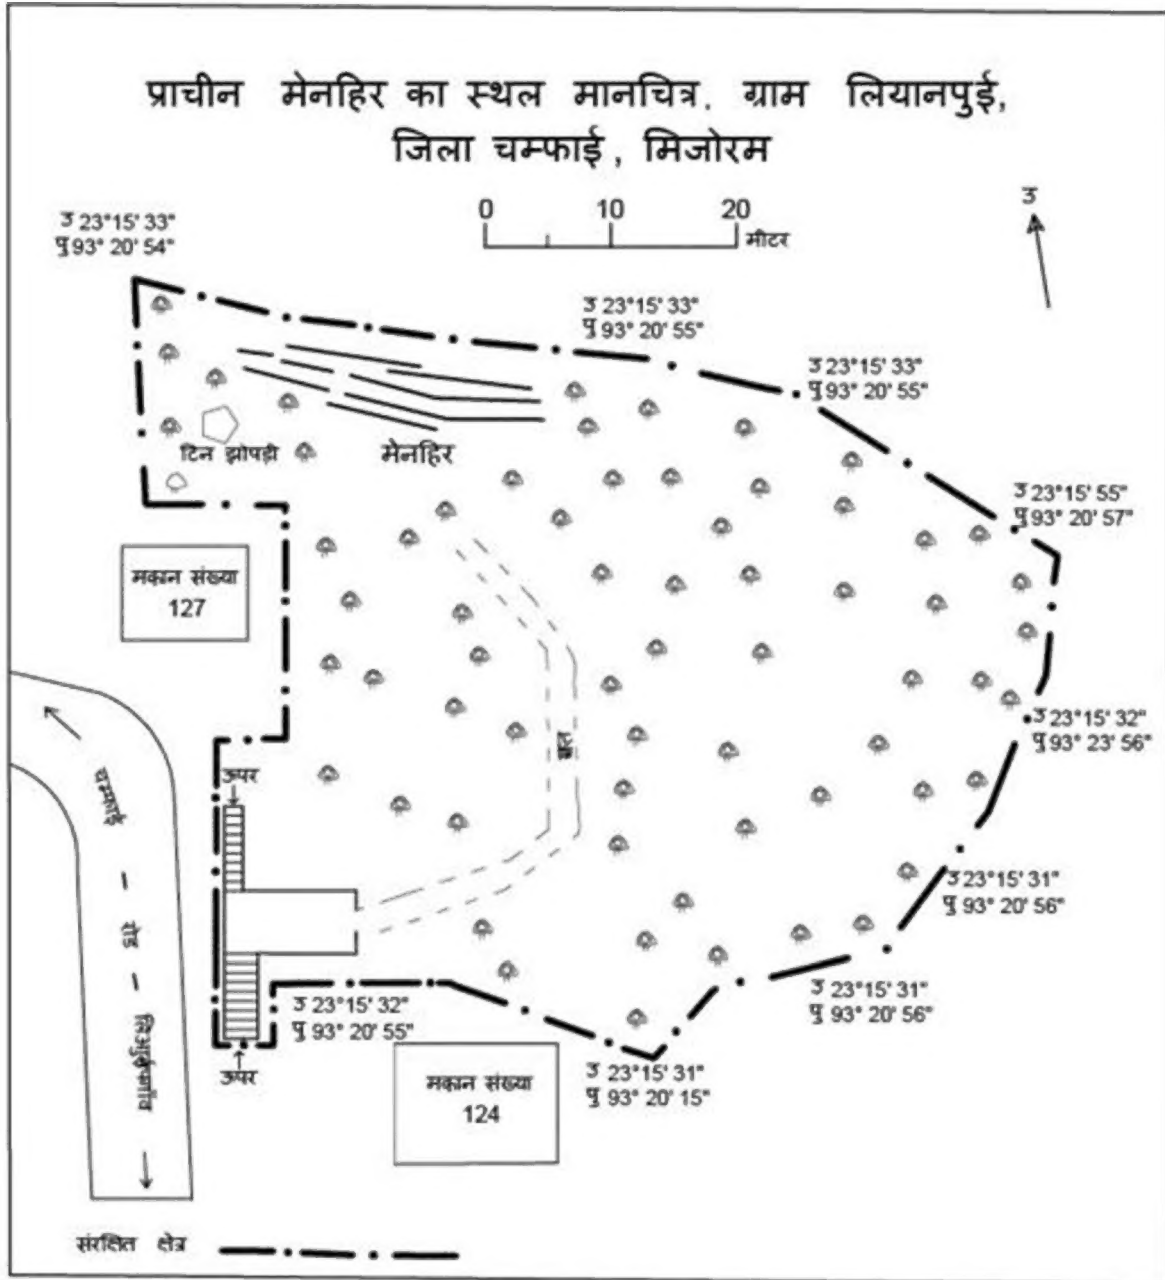 प्राचीन मेनहिर का स्थल मानचित्र, ग्राम लियानपुई,
जिला चम्फाई, मिजोरम
0 10 20
मीटर
उ
उ 23°15' 33"
पु 93° 20' 54"
उ 23°15' 33"
पु 93° 20' 55"
उ 23°15' 33"
पु 93° 20' 55"
टिन झोपड़ी
मेनहिर
उ 23°15' 55"
पु 93° 20' 57"
मकान संख्या
127
उ 23°15' 32"
पु 93° 23' 56"
ऊपर
चम्फाई - रोड -
उ 23°15' 31"
पु 93° 20' 56"
उ 23°15' 31"
पु 93° 20' 56"
उ 23°15' 32"
पु 93° 20' 55"
ऊपर
मकान संख्या
124
उ 23°15' 31"
पु 93° 20' 15"
संरक्षित क्षेत्र